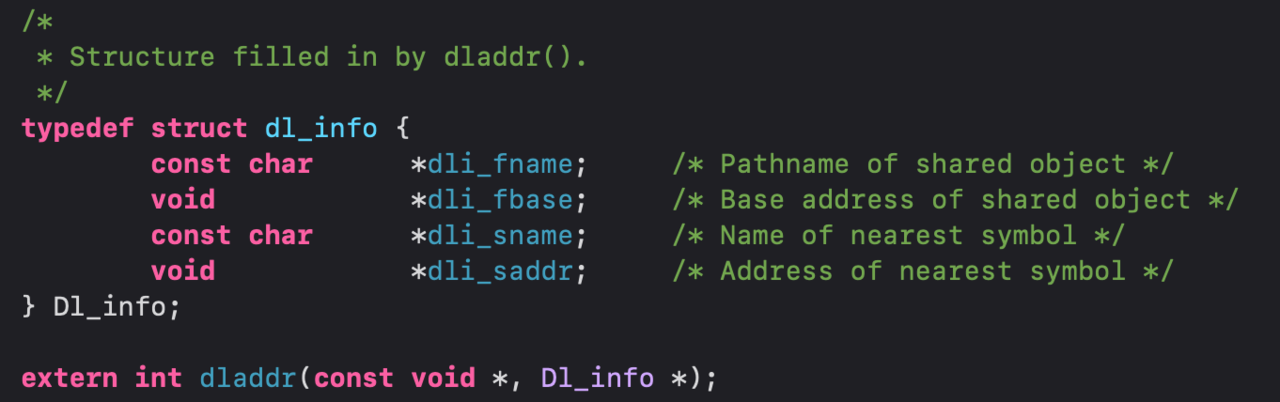 /*
 * Structure filled in by dladdr().
 */
typedef struct dl_info {
        const char      *dli_fname;     /* Pathname of shared object */
        void            *dli_fbase;     /* Base address of shared object */
        const char      *dli_sname;     /* Name of nearest symbol */
        void            *dli_saddr;     /* Address of nearest symbol */
} Dl_info;

extern int dladdr(const void *, Dl_info *);